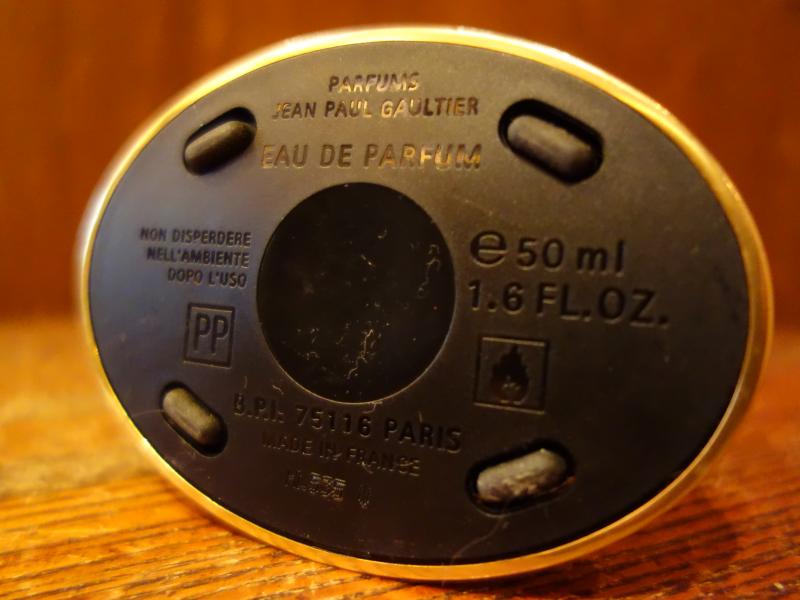 PARFUMS
JEAN PAUL GAULTIER
EAU DE PARFUM
NON DISPERDERE
NELL'AMBIENTE
DOPO L'USO
PP
℮ 50 ml
1.6 FL.OZ.
B.P.I. 75116 PARIS
MADE IN FRANCE